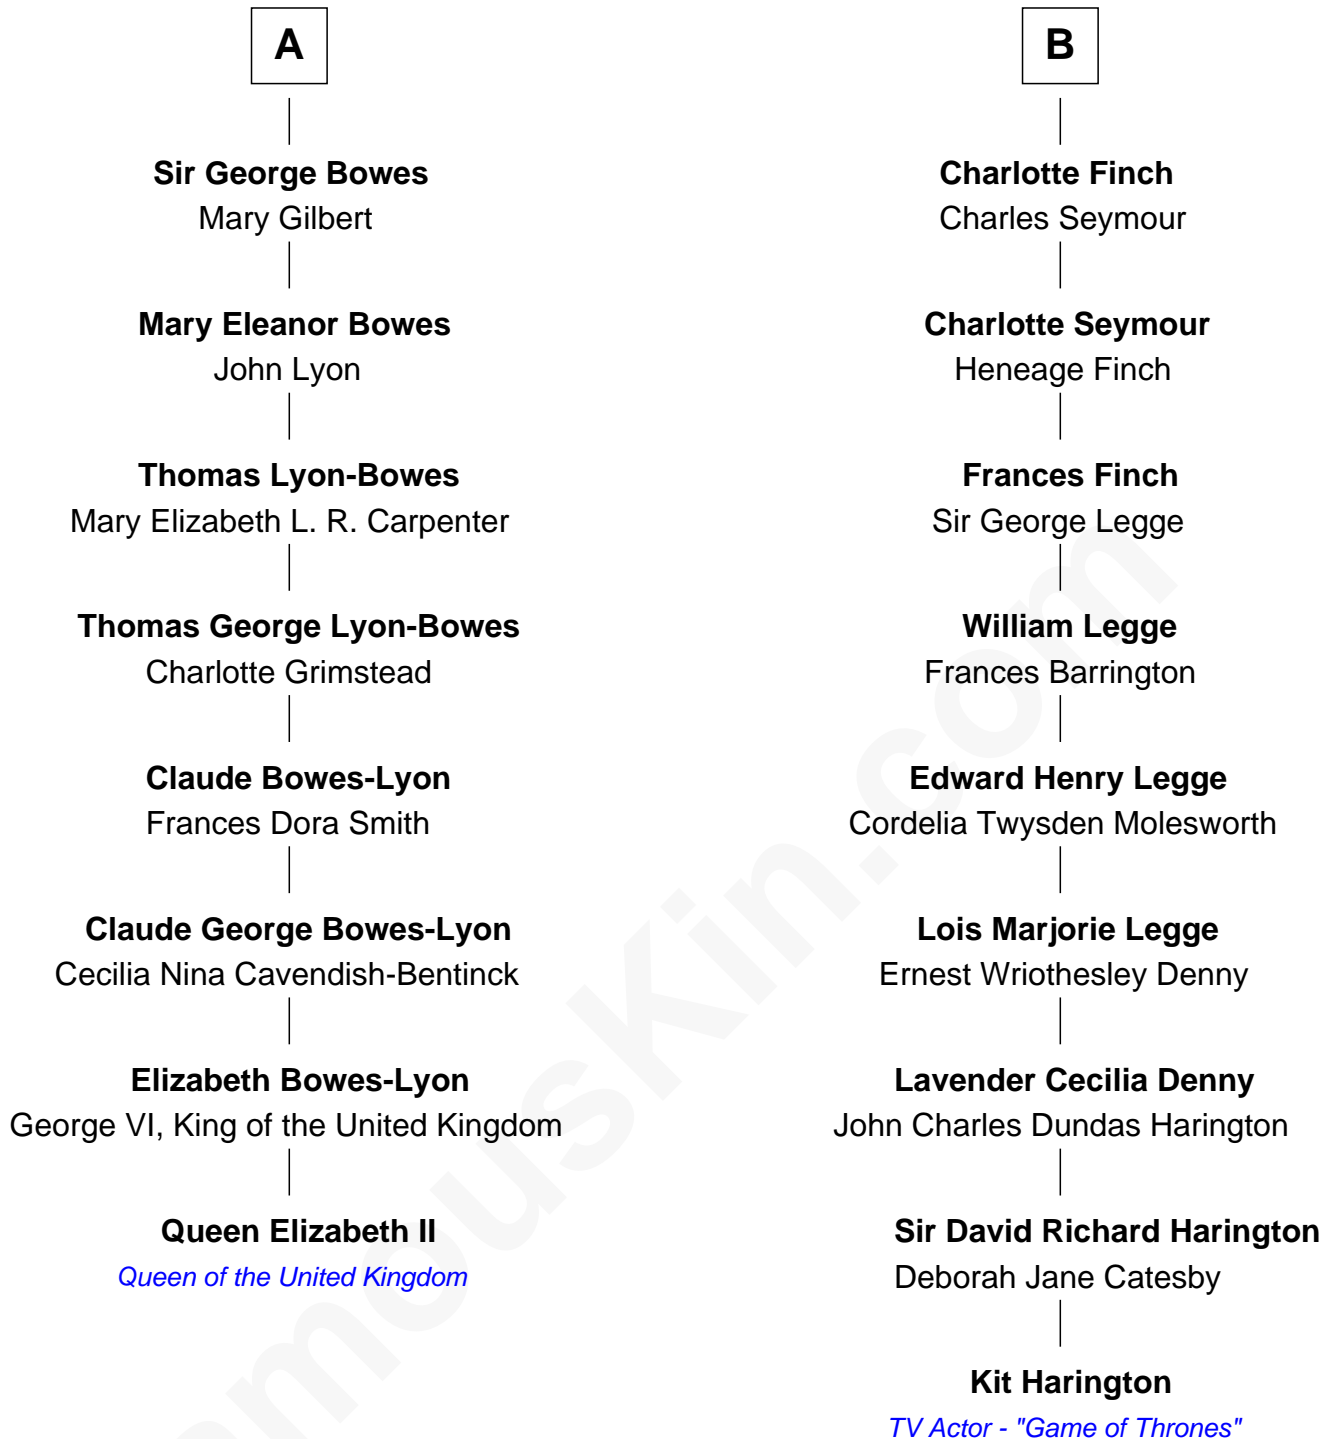 A
Sir George Bowes
Mary Gilbert
Mary Eleanor Bowes
John Lyon
Thomas Lyon-Bowes
Mary Elizabeth L. R. Carpenter
Thomas George Lyon-Bowes
Charlotte Grimstead
Claude Bowes-Lyon
Frances Dora Smith
Claude George Bowes-Lyon
Cecilia Nina Cavendish-Bentinck
Elizabeth Bowes-Lyon
George VI, King of the United Kingdom
Queen Elizabeth II
Queen of the United Kingdom
B
Charlotte Finch
Charles Seymour
Charlotte Seymour
Heneage Finch
Frances Finch
Sir George Legge
William Legge
Frances Barrington
Edward Henry Legge
Cordelia Twysden Molesworth
Lois Marjorie Legge
Ernest Wriothesley Denny
Lavender Cecilia Denny
John Charles Dundas Harington
Sir David Richard Harington
Deborah Jane Catesby
Kit Harington
TV Actor - "Game of Thrones"